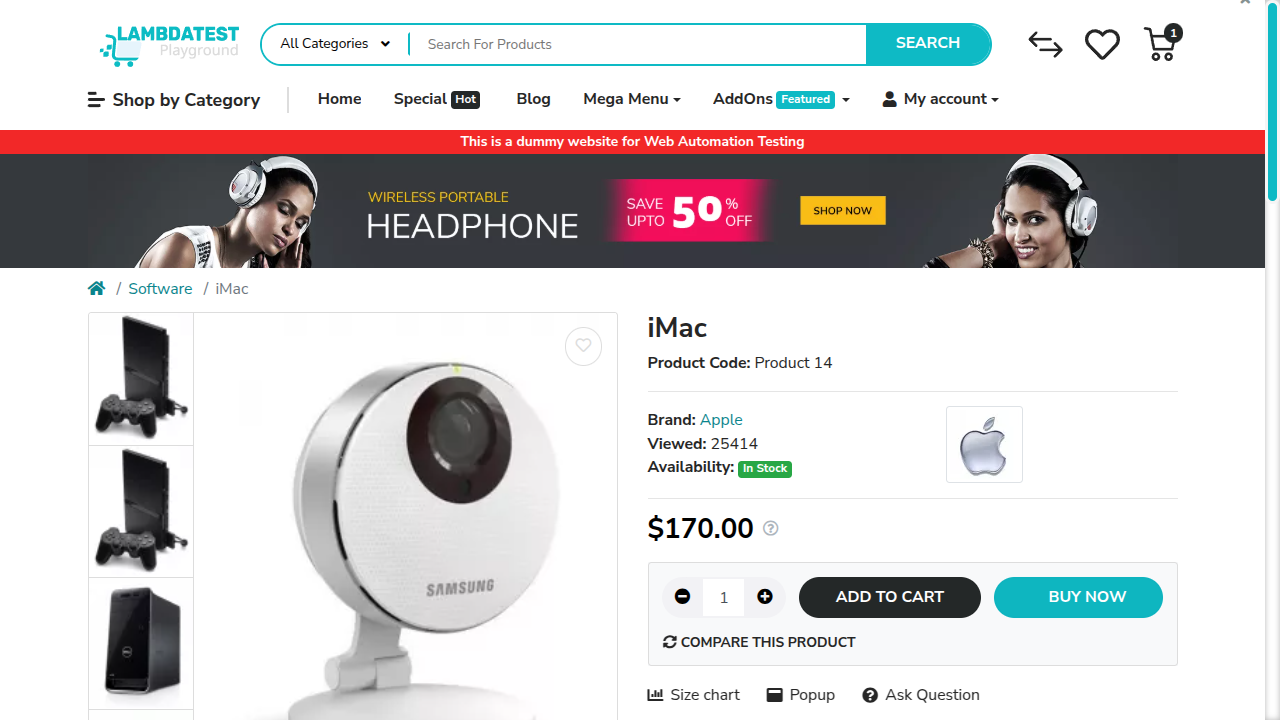 LAMBDATEST
Playground
All Categories
Search For Products
SEARCH
1
Shop by Category
Home
Special Hot
Blog
Mega Menu
AddOns Featured
My account
This is a dummy website for Web Automation Testing
WIRELESS PORTABLE
HEADPHONE
SAVE UPTO 50% OFF
SHOP NOW
/ Software / iMac
SAMSUNG
iMac
Product Code: Product 14
Brand: Apple
Viewed: 25414
Availability: In Stock
$170.00
1
ADD TO CART
BUY NOW
COMPARE THIS PRODUCT
Size chart
Popup
Ask Question